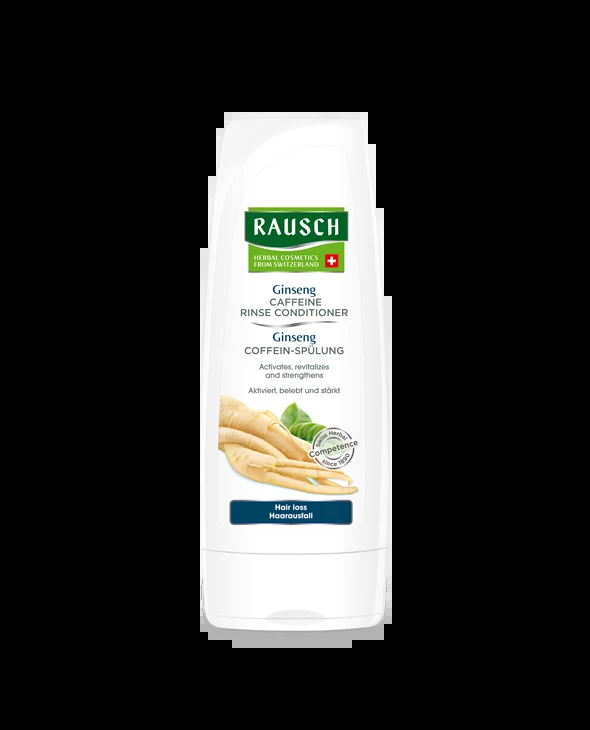 RAUSCH
HERBAL COSMETICS
FROM SWITZERLAND
Ginseng
CAFFEINE
RINSE CONDITIONER
Ginseng
COFFEIN-SPÜLUNG
Activates, revitalizes
and strengthens
Aktiviert, belebt und stärkt
Swiss Herbal
Competence
since 1890
Hair loss
Haarausfall